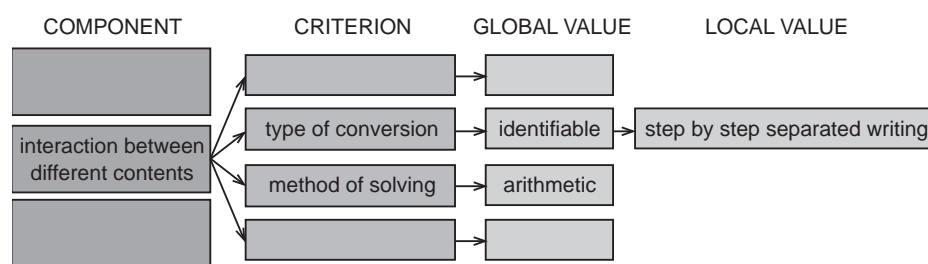 COMPONENT CRITERION GLOBAL VALUE LOCAL VALUE
type of conversion identifiable step by step separated writing
interaction between
different contents
method of solving arithmetic